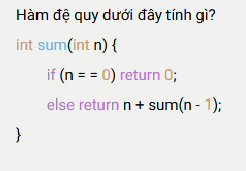 Hàm đệ quy dưới đây tính gì?
int sum(int n) {
if (n = = 0) return 0;
else return n + sum(n - 1);
}